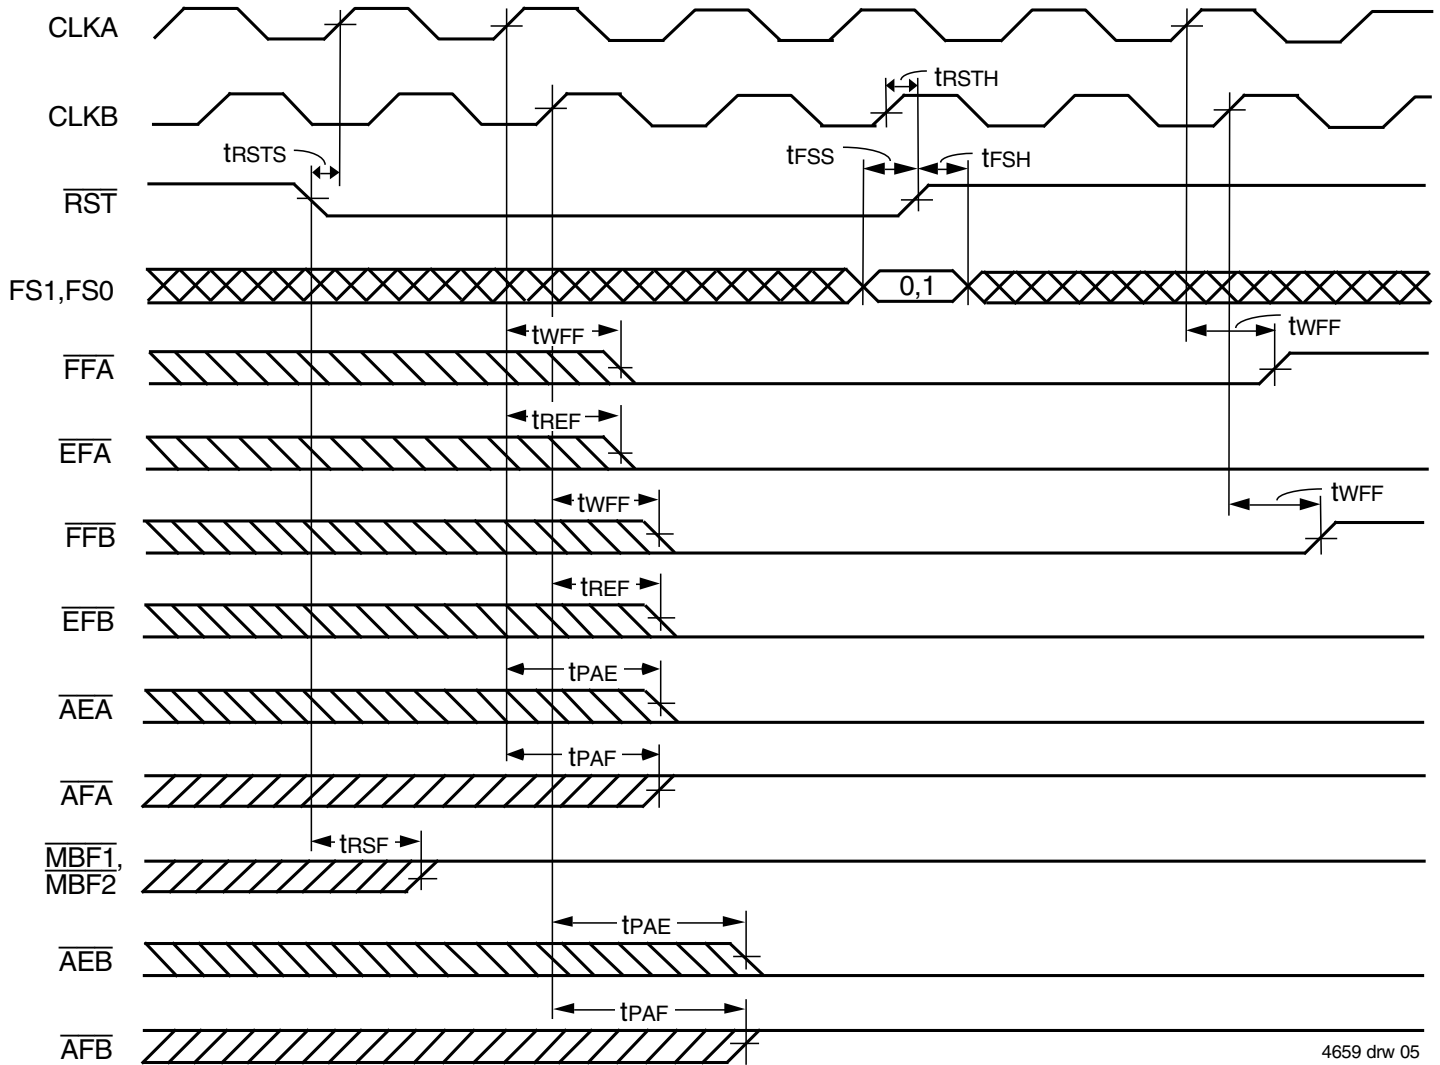 CLKA
tRSTH
CLKB
tRSTS
tFSS
tFSH
RST
FS1,FS0
0,1
tWFF
tWFF
FFA
tREF
EFA
tWFF
tWFF
FFB
tREF
EFB
tPAE
AEA
tPAF
AFA
tRSF
MBF1,
MBF2
tPAE
AEB
tPAF
AFB
4659 drw 05